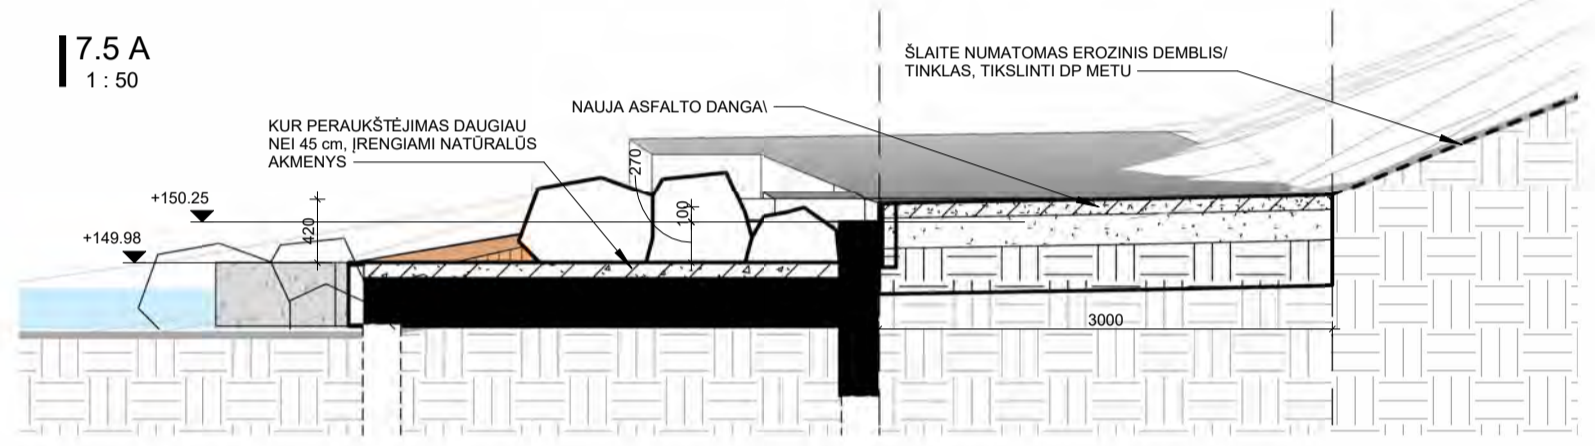 7.5 A
1 : 50
ŠLAITE NUMATOMAS EROZINIS DEMBLIS/
TINKLAS, TIKSLINTI DP METU
NAUJA ASFALTO DANGA\
KUR PERAUKŠTĖJIMAS DAUGIAU
NEI 45 cm, ĮRENGIAMI NATŪRALŪS
AKMENYS
270
+150.25
100
420
+149.98
3000